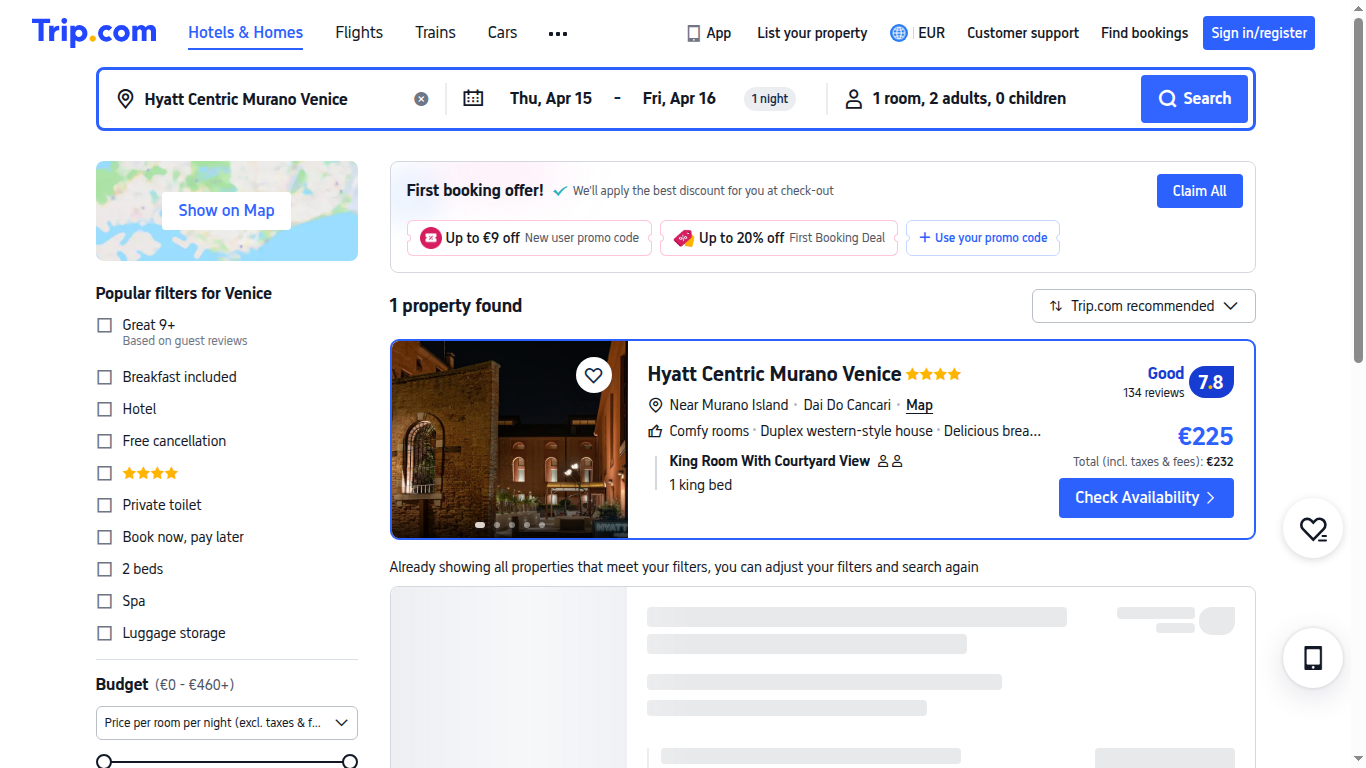 Trip.com
Hotels & Homes
Flights
Trains
Cars
App
List your property
EUR
Customer support
Find bookings
Sign in/register
Hyatt Centric Murano Venice
Thu, Apr 15 - Fri, Apr 16
1 night
1 room, 2 adults, 0 children
Search
Show on Map
First booking offer!
We'll apply the best discount for you at check-out
Claim All
Up to €9 off New user promo code
Up to 20% off First Booking Deal
+ Use your promo code
Popular filters for Venice
Great 9+
Based on guest reviews
Breakfast included
Hotel
Free cancellation
Private toilet
Book now, pay later
2 beds
Spa
Luggage storage
Budget (€0 - €460+)
Price per room per night (excl. taxes & f...
1 property found
Trip.com recommended
Hyatt Centric Murano Venice
Good
134 reviews
7.8
Near Murano Island · Dai Do Cancari · Map
Comfy rooms · Duplex western-style house · Delicious brea...
King Room With Courtyard View
1 king bed
€225
Total (incl. taxes & fees): €232
Check Availability
HYATT
Already showing all properties that meet your filters, you can adjust your filters and search again